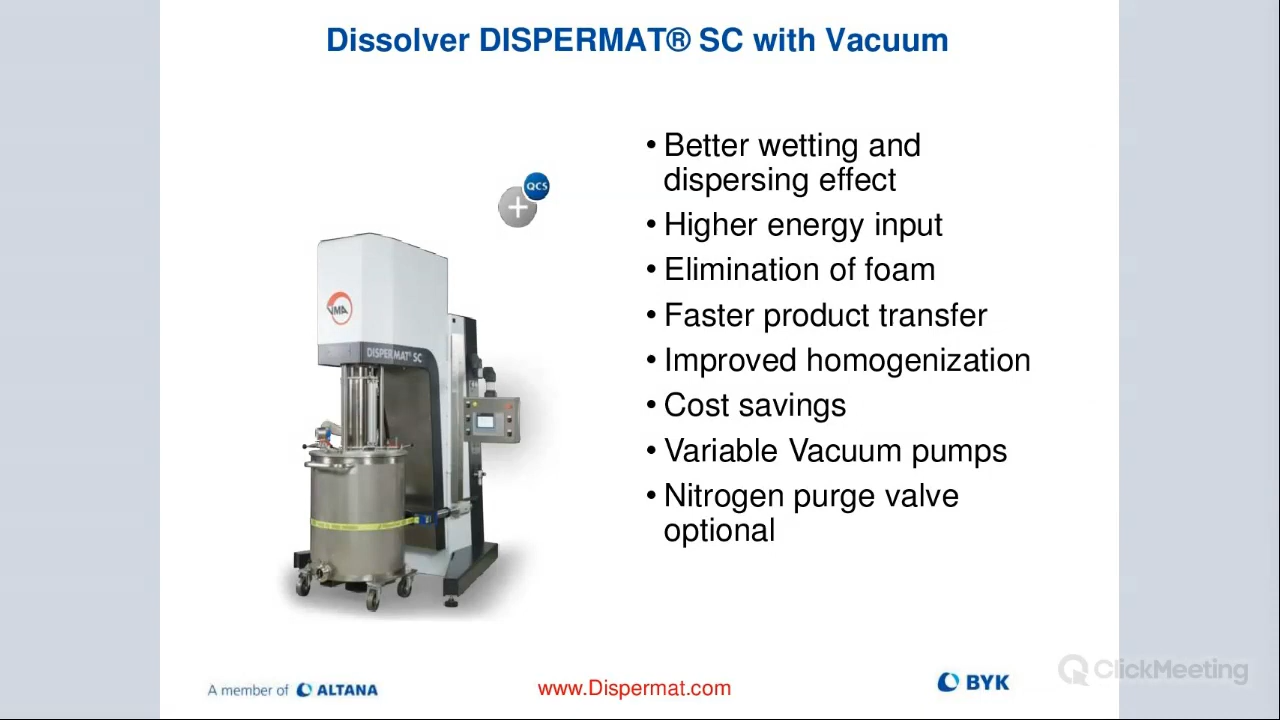 Dissolver DISPERMAT® SC with Vacuum
• Better wetting and
dispersing effect
• Higher energy input
• Elimination of foam
• Faster product transfer
• Improved homogenization
• Cost savings
• Variable Vacuum pumps
• Nitrogen purge valve
optional
QCS
VMA
DISPERMAT® SC
A member of ALTANA
www.Dispermat.com
BYK
ClickMeeting